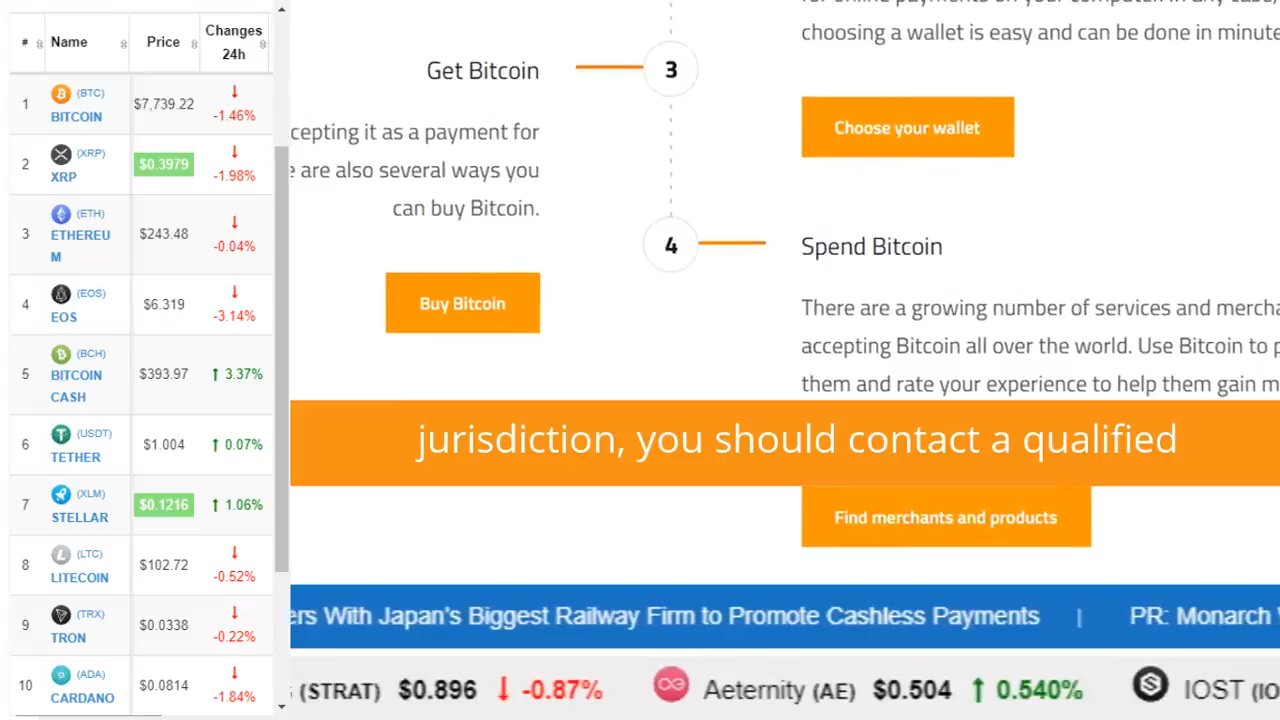 # Name Price Changes 24h
1 (BTC) BITCOIN $7,739.22 -1.46%
2 (XRP) XRP $0.3979 -1.98%
3 (ETH) ETHEREUM $243.48 -0.04%
4 (EOS) EOS $6.319 -3.14%
5 (BCH) BITCOIN CASH $393.97 3.37%
6 (USDT) TETHER $1.004 0.07%
7 (XLM) STELLAR $0.1216 1.06%
8 (LTC) LITECOIN $102.72 -0.52%
9 (TRX) TRON $0.0338 -0.22%
10 (ADA) CARDANO $0.0814 -1.84%
choosing a wallet is easy and can be done in minute
Choose your wallet
3
Get Bitcoin
cepting it as a payment for
e are also several ways you
can buy Bitcoin.
Buy Bitcoin
4
Spend Bitcoin
There are a growing number of services and mercha
accepting Bitcoin all over the world. Use Bitcoin to p
them and rate your experience to help them gain m
jurisdiction, you should contact a qualified
Find merchants and products
ers With Japan's Biggest Railway Firm to Promote Cashless Payments | PR: Monarch
(STRAT) $0.896 -0.87% Aeternity (AE) $0.504 0.540% IOST (IO